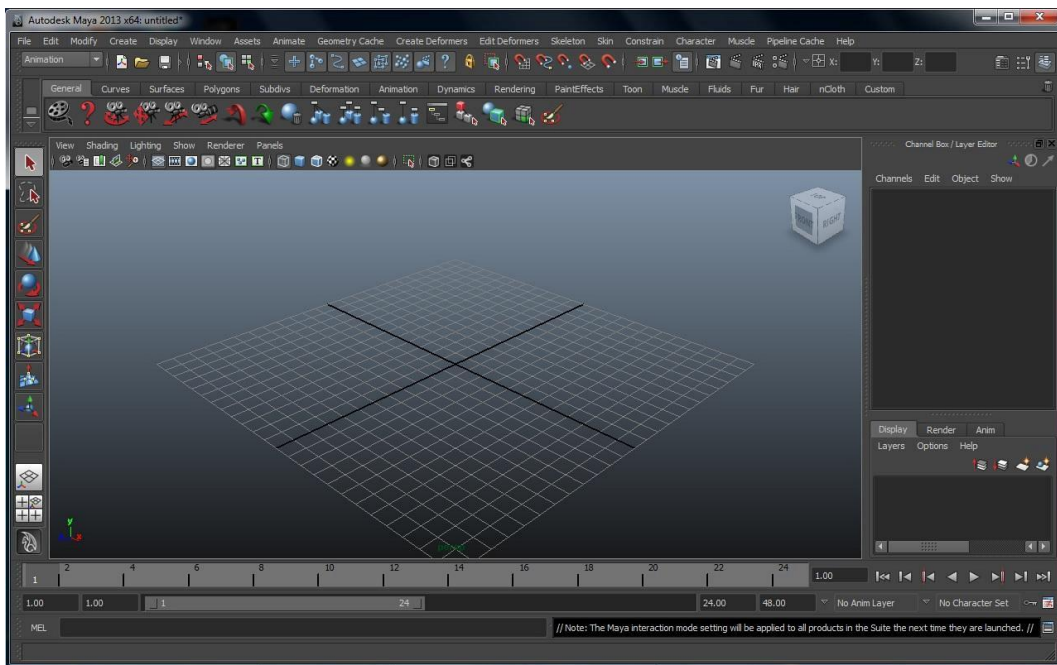 Autodesk Maya 2013 x64: untitled*
File Edit Modify Create Display Window Assets Animate Geometry Cache Create Deformers Edit Deformers Skeleton Skin Constrain Character Muscle Pipeline Cache Help
Animation X: Y: Z:
General Curves Surfaces Polygons Subdivs Deformation Animation Dynamics Rendering PaintEffects Toon Muscle Fluids Fur Hair nCloth Custom
View Shading Lighting Show Renderer Panels
Channel Box / Layer Editor
Channels Edit Object Show
FRONT RIGHT
Display Render Anim
Layers Options Help
y
x
persp
1 2 4 6 8 10 12 14 16 18 20 22 24 1.00
1.00 1.00 1 24 24.00 48.00 No Anim Layer No Character Set
MEL // Note: The Maya interaction mode setting will be applied to all products in the Suite the next time they are launched. //